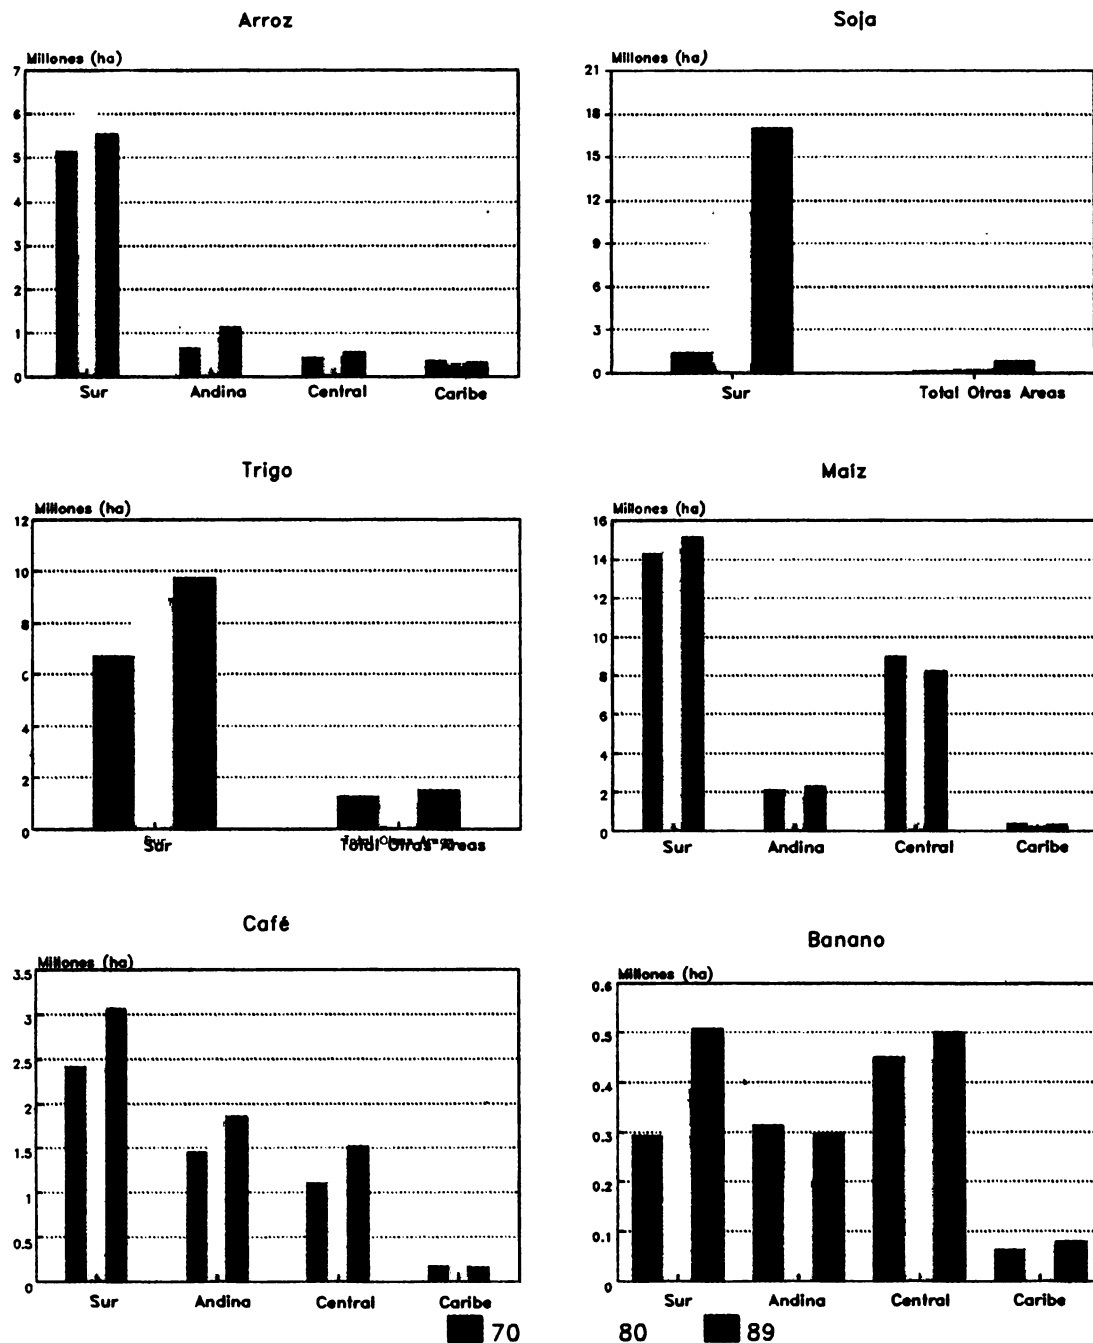 Arroz
Millones (ha)
7
6
5
4
3
2
1
0
Sur Andina Central Caribe
Soja
Millones (ha)
21
18
15
12
9
6
3
0
Sur Total Otras Areas
Trigo
Millones (ha)
12
10
8
6
4
2
0
Sur Total Otras Areas
Maíz
Millones (ha)
16
14
12
10
8
6
4
2
0
Sur Andina Central Caribe
Café
Millones (ha)
3.5
3
2.5
2
1.5
1
0.5
0
Sur Andina Central Caribe
Banano
Millones (ha)
0.6
0.5
0.4
0.3
0.2
0.1
0
Sur Andina Central Caribe
70 80 89